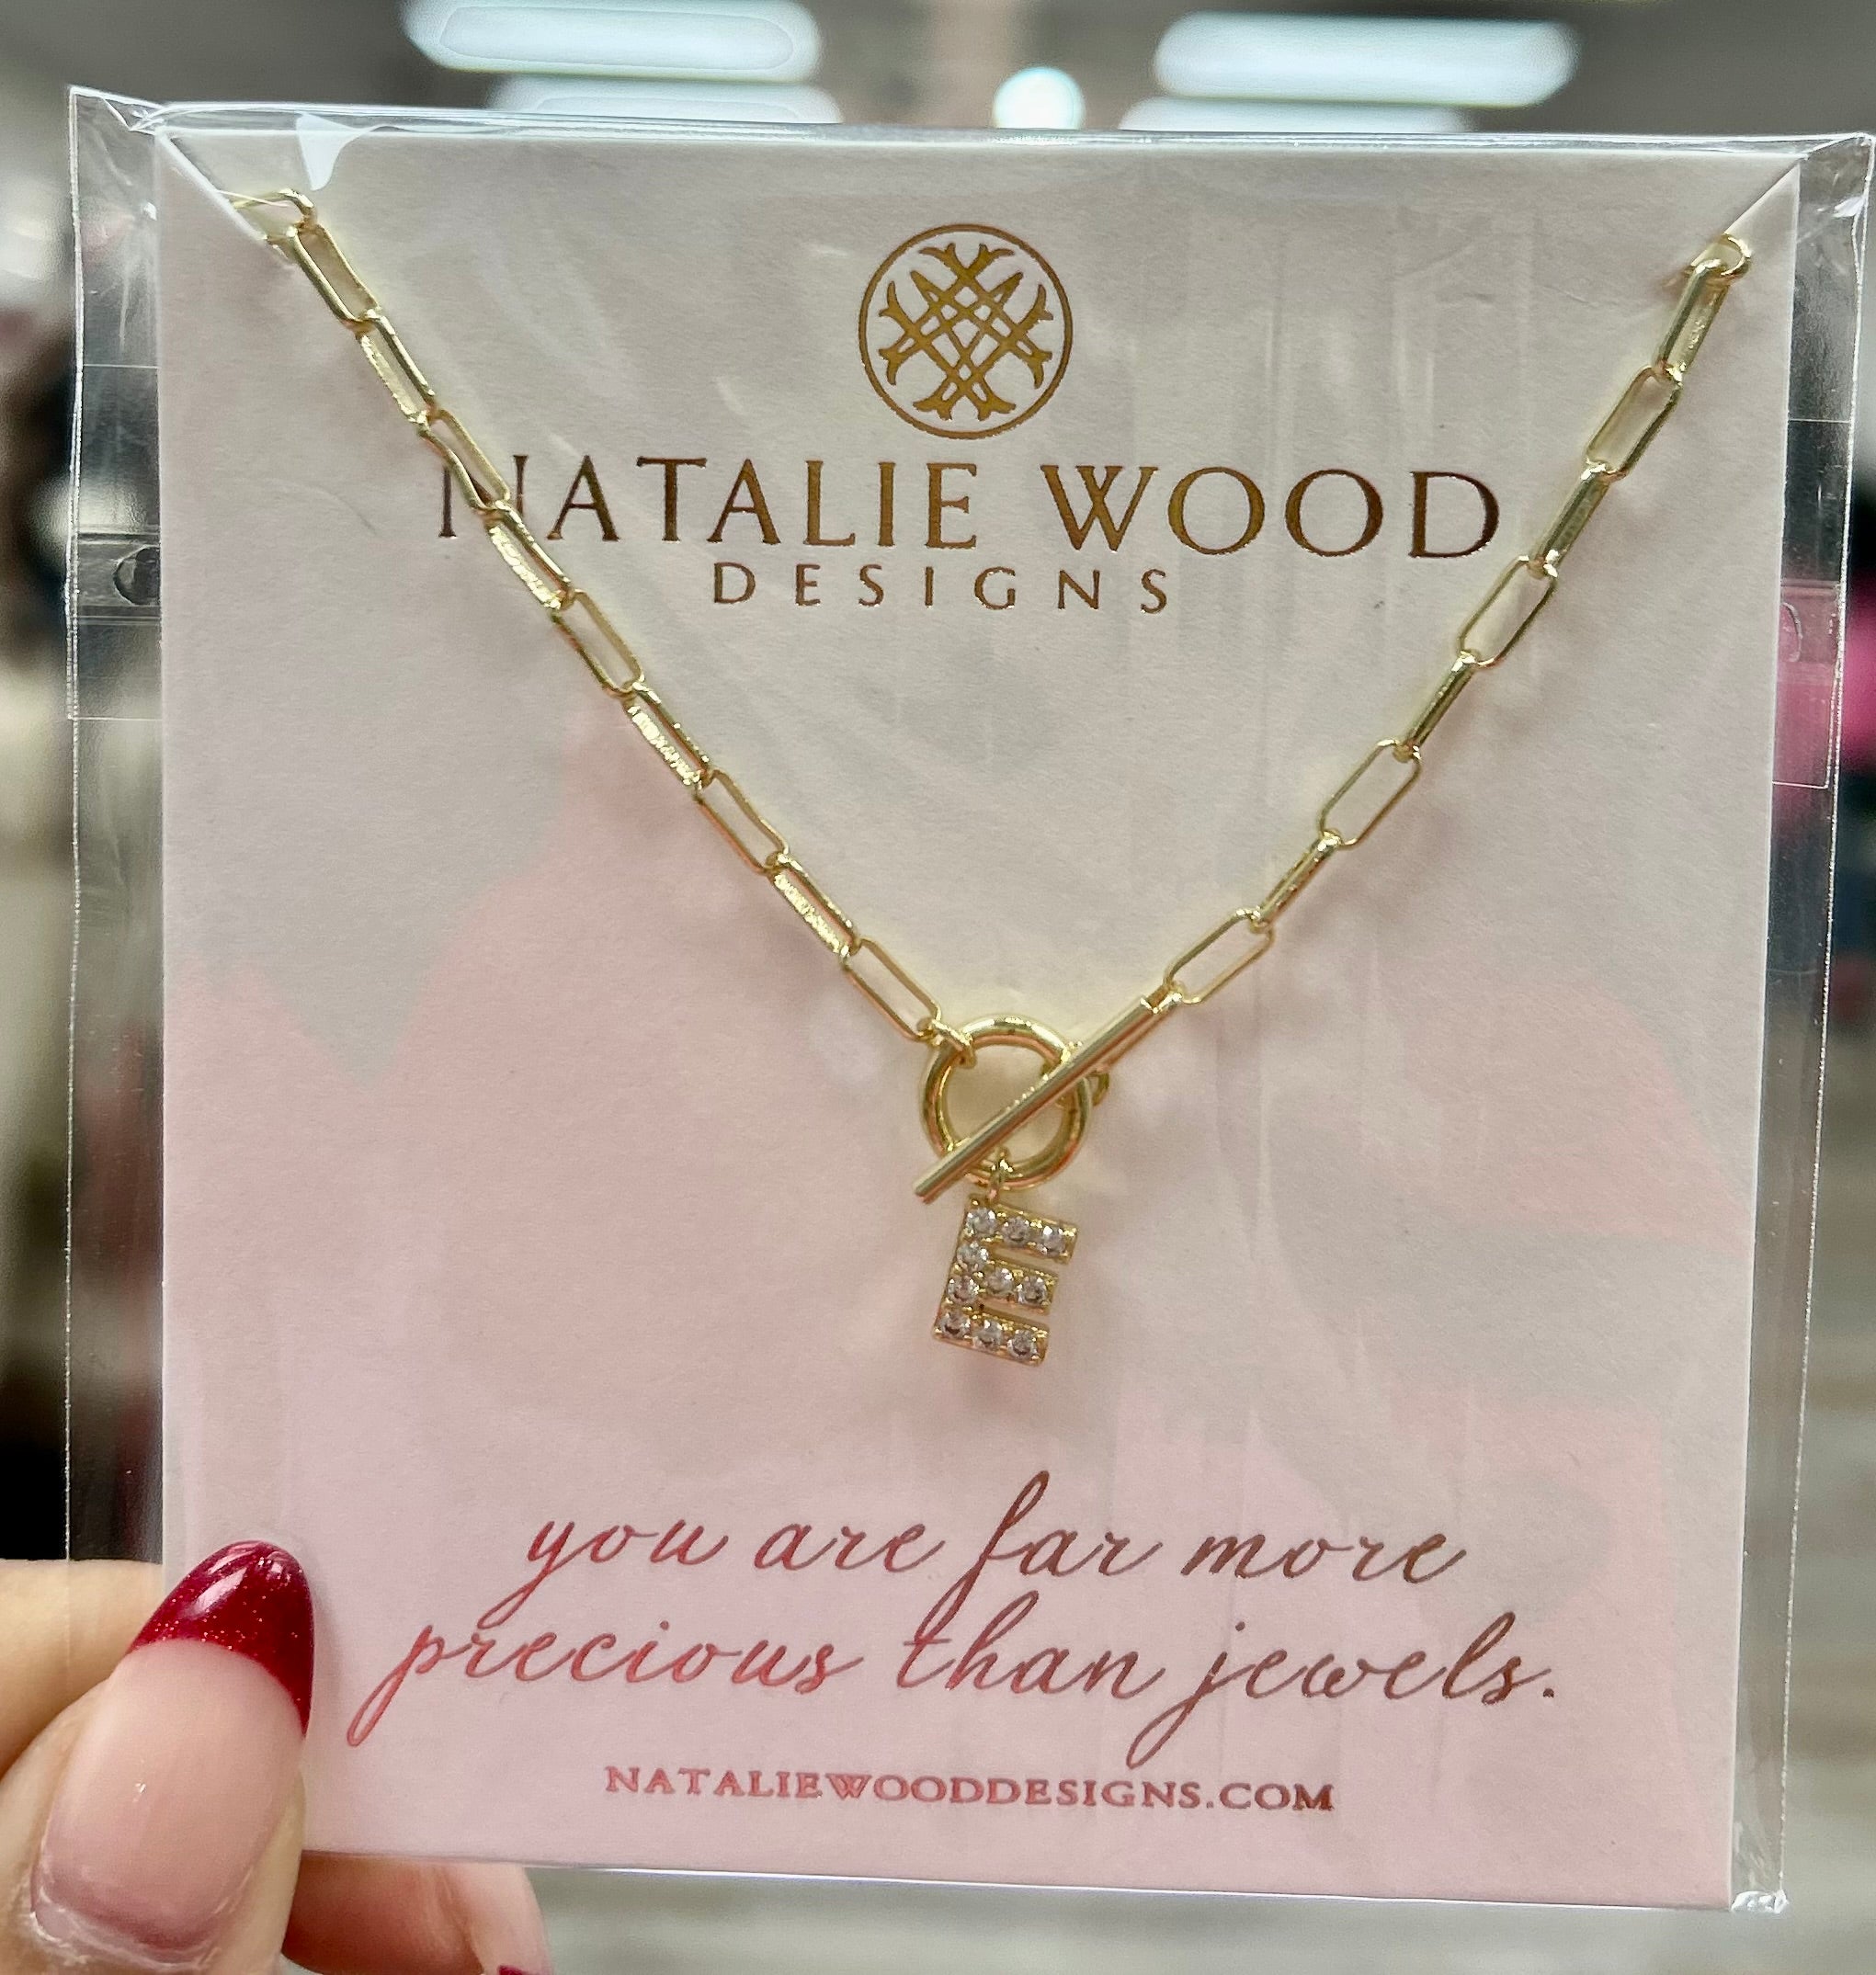 NATALIE WOOD
DESIGNS
E
you are far more
precious than jewels.
NATALIEWOODDESIGNS.COM